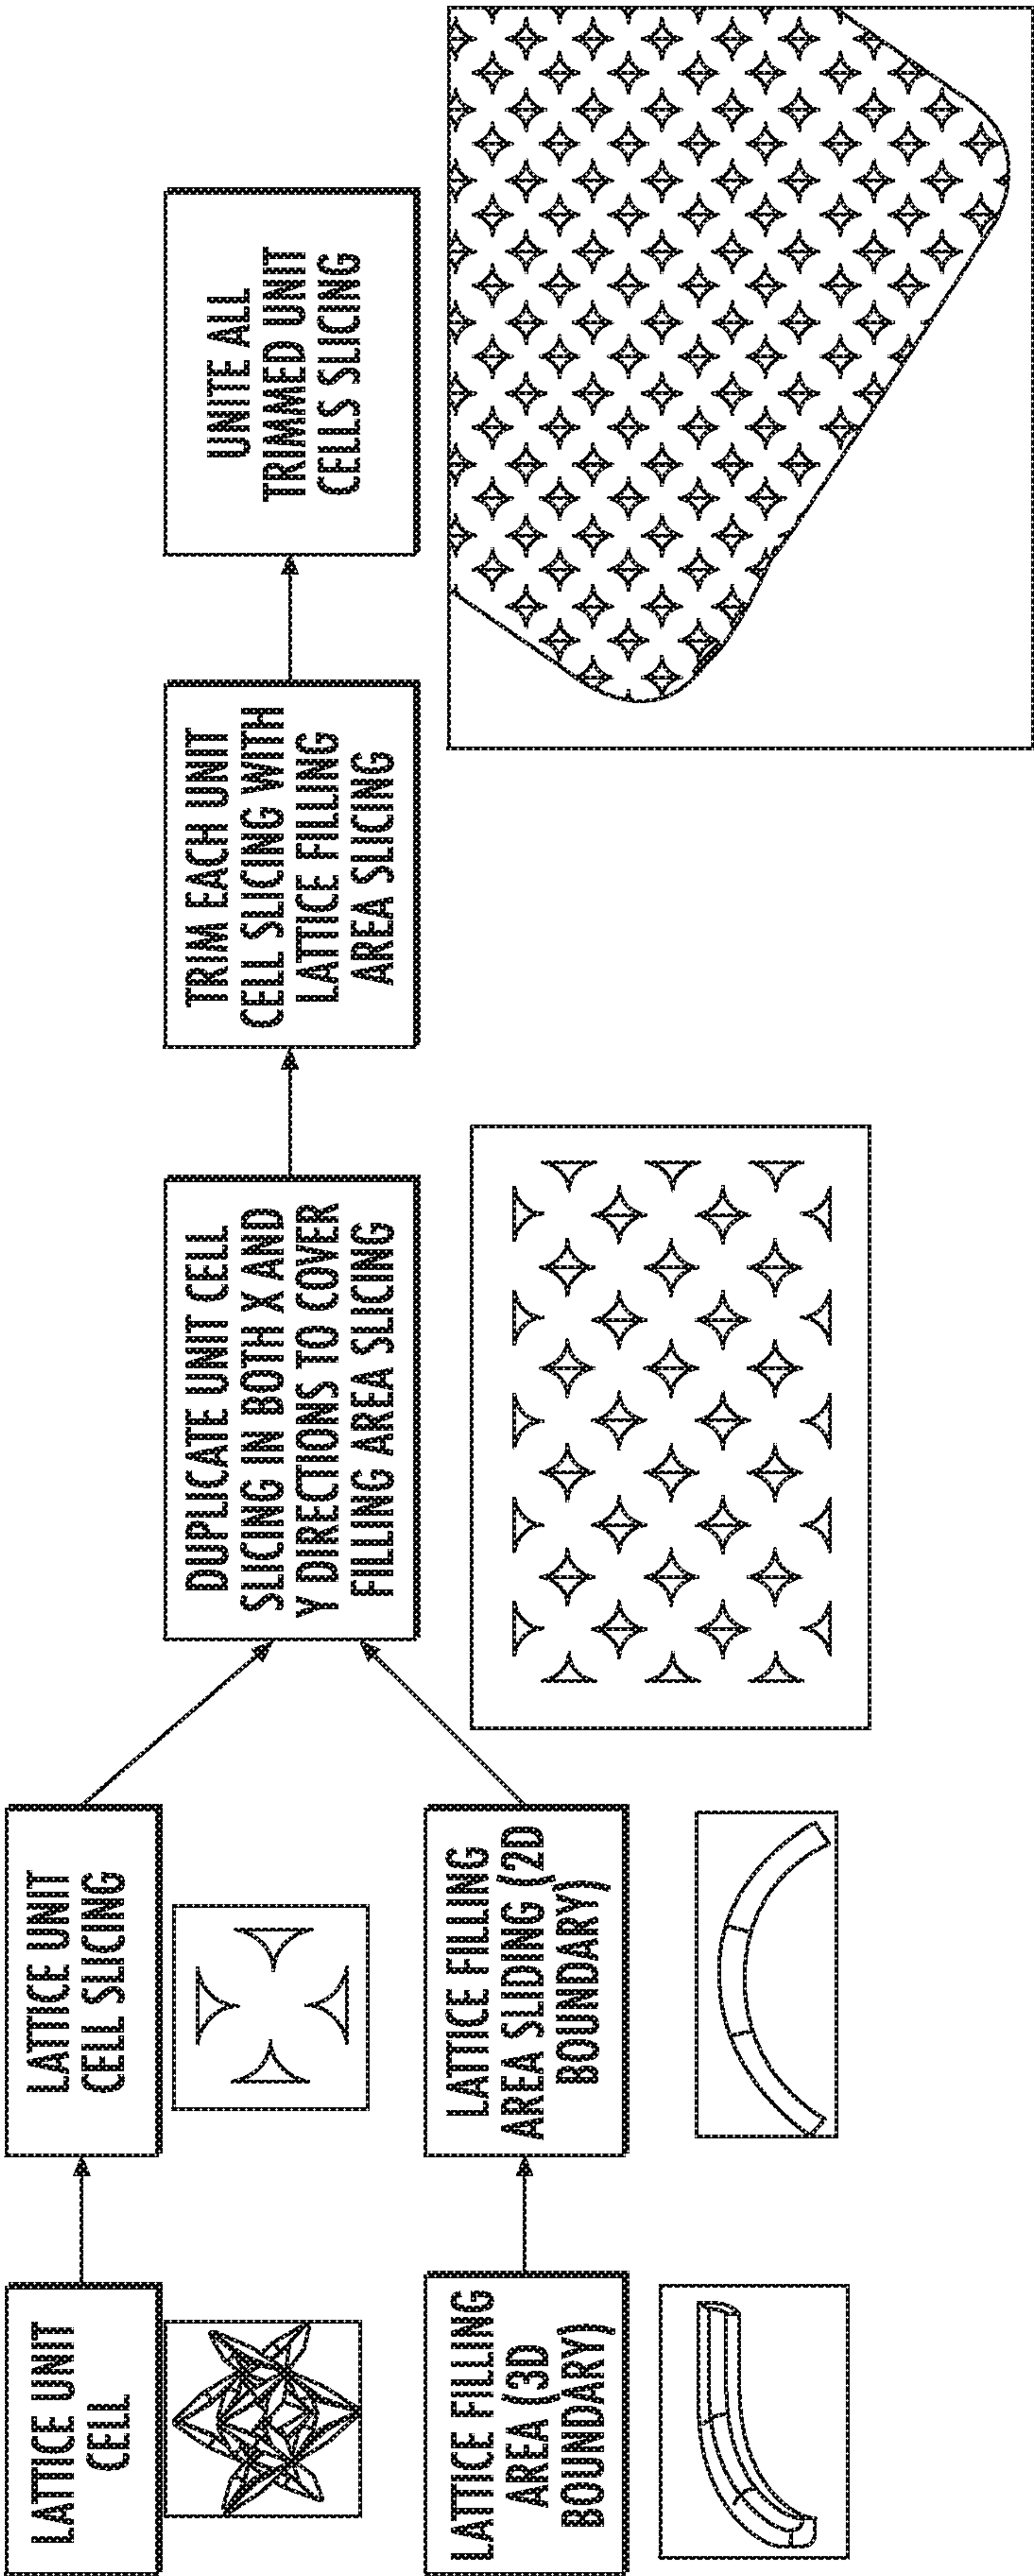 LATTICE UNIT
CELL
LATTICE UNIT
CELL SLICING
LATTICE FILLING
AREA (3D
BOUNDARY)
LATTICE FILLING
AREA SLIDING (2D
BOUNDARY)
DUPLICATE UNIT CELL
SLICING IN BOTH X AND
Y DIRECTIONS TO COVER
FILLING AREA SLICING
TRIM EACH UNIT
CELL SLICING WITH
LATTICE FILLING
AREA SLICING
UNITE ALL
TRIMMED UNIT
CELLS SLICING